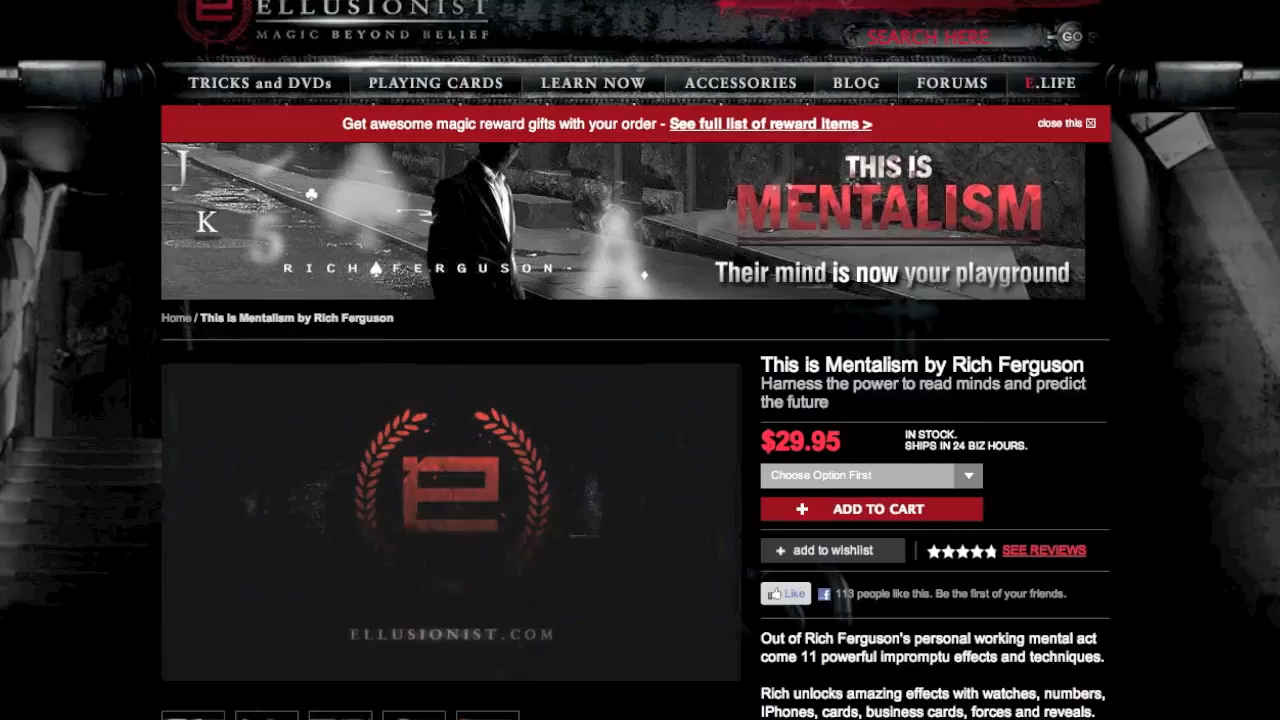 ELLUSIONIST
MAGIC BEYOND BELIEF
SEARCH HERE
GO
TRICKS and DVDs
PLAYING CARDS
LEARN NOW
ACCESSORIES
BLOG
FORUMS
E.LIFE
Get awesome magic reward gifts with your order - See full list of reward items >
close this
J
K
S
A
RICH♠FERGUSON
THIS IS
MENTALISM
Their mind is now your playground
Home / This is Mentalism by Rich Ferguson
e
ELLUSIONIST.COM
This is Mentalism by Rich Ferguson
Harness the power to read minds and predict
the future
$29.95
IN STOCK.
SHIPS IN 24 BIZ HOURS.
Choose Option First
+ ADD TO CART
+ add to wishlist
SEE REVIEWS
Like
f
113 people like this. Be the first of your friends.
Out of Rich Ferguson's personal working mental act
come 11 powerful impromptu effects and techniques.
Rich unlocks amazing effects with watches, numbers,
IPhones, cards, business cards, forces and reveals.